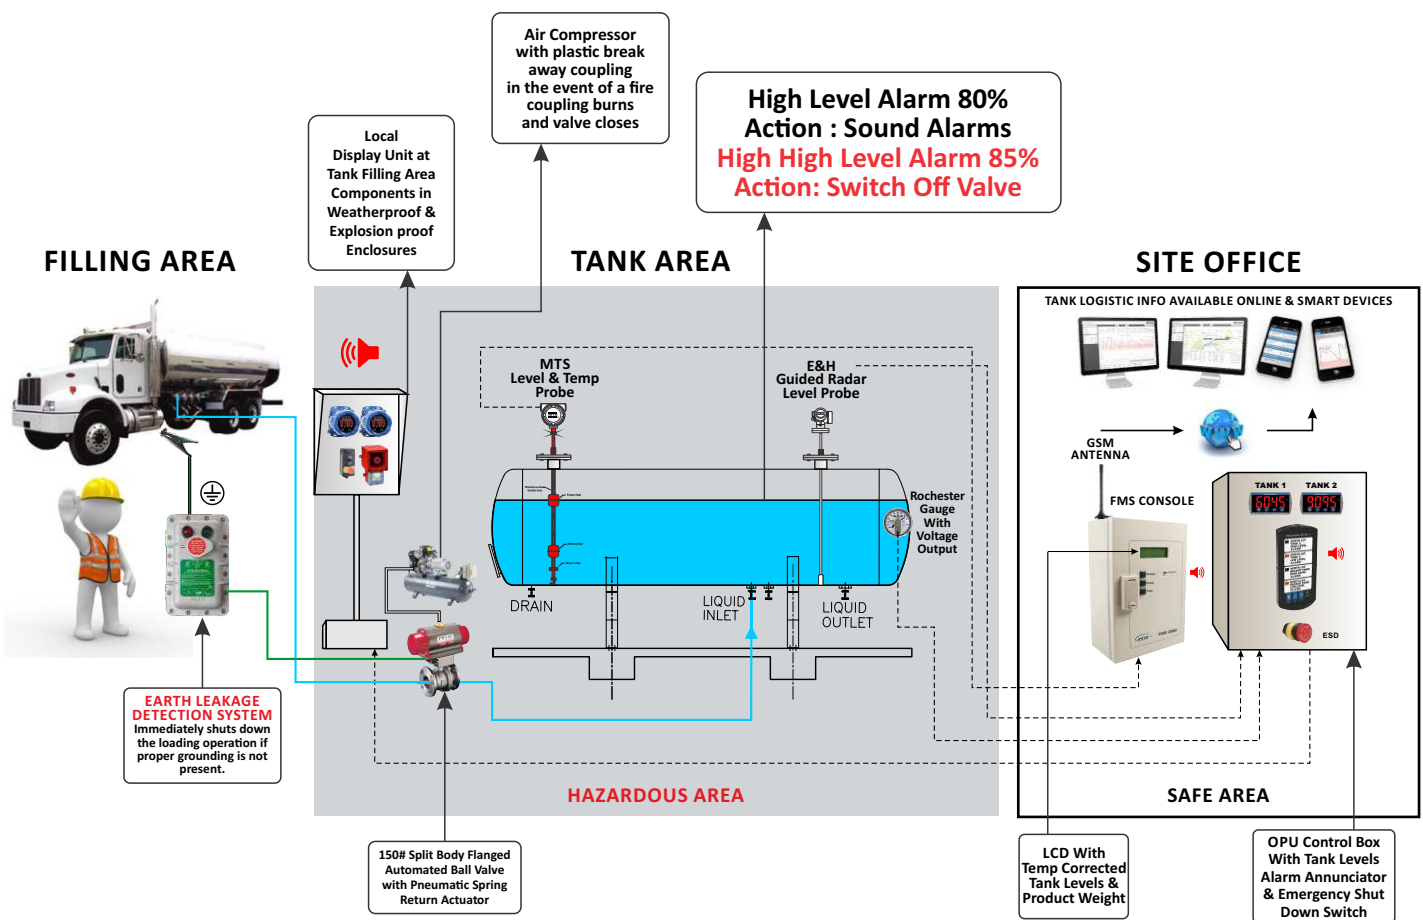 Air Compressor
with plastic break
away coupling
in the event of a fire
coupling burns
and valve closes
High Level Alarm 80%
Action : Sound Alarms
High High Level Alarm 85%
Action: Switch Off Valve
Local
Display Unit at
Tank Filling Area
Components in
Weatherproof &
Explosion proof
Enclosures
FILLING AREA
TANK AREA
SITE OFFICE
TANK LOGISTIC INFO AVAILABLE ONLINE & SMART DEVICES
MTS
Level & Temp
Probe
E&H
Guided Radar
Level Probe
GSM
ANTENNA
FMS CONSOLE
TANK 1
TANK 2
6045
9095
Rochester
Gauge
With
Voltage
Output
DRAIN
LIQUID
INLET
LIQUID
OUTLET
ESD
EARTH LEAKAGE
DETECTION SYSTEM
Immediately shuts down
the loading operation if
proper grounding is not
present.
HAZARDOUS AREA
SAFE AREA
150# Split Body Flanged
Automated Ball Valve
with Pneumatic Spring
Return Actuator
LCD With
Temp Corrected
Tank Levels &
Product Weight
OPU Control Box
With Tank Levels
Alarm Annunciator
& Emergency Shut
Down Switch